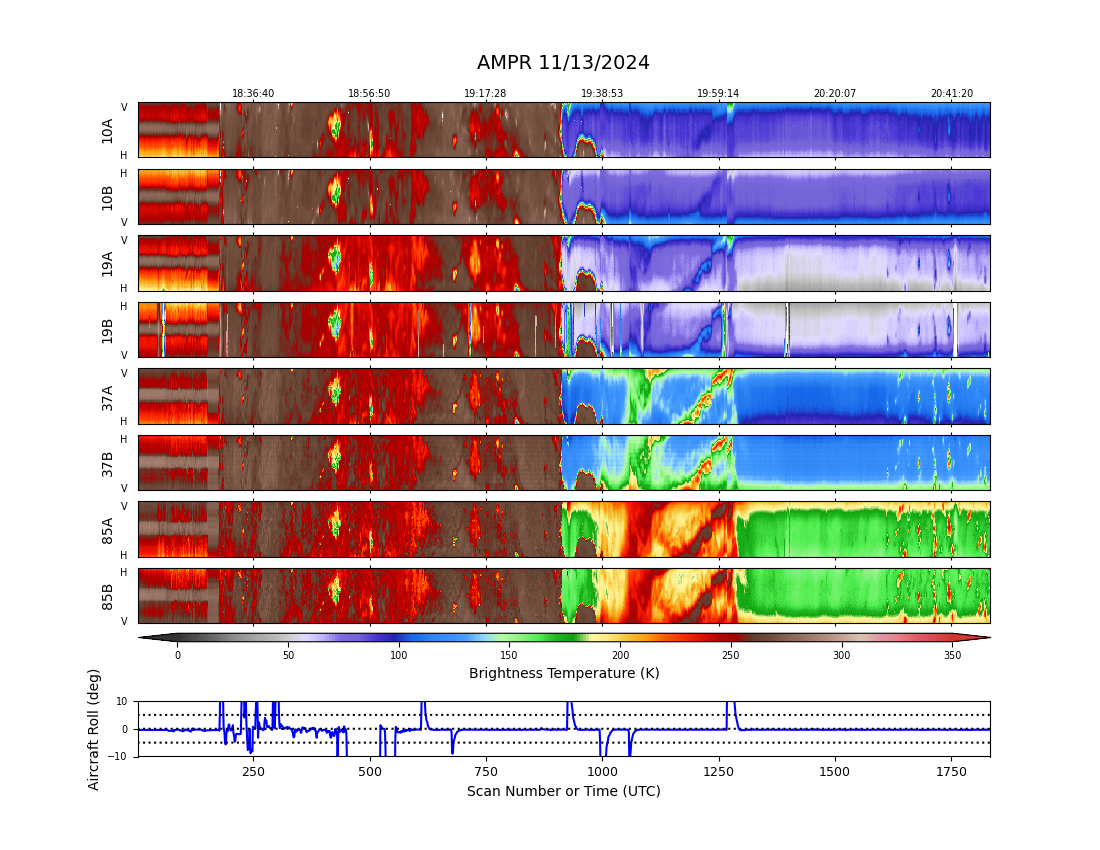 AMPR 11/13/2024
18:36:40 18:56:50 19:17:28 19:38:53 19:59:14 20:20:07 20:41:20
V
10A
H
H
10B
V
V
19A
H
H
19B
V
V
37A
H
H
37B
V
V
85A
H
H
85B
V
0 50 100 150 200 250 300 350
Brightness Temperature (K)
Aircraft Roll (deg)
10
0
−10
250 500 750 1000 1250 1500 1750
Scan Number or Time (UTC)